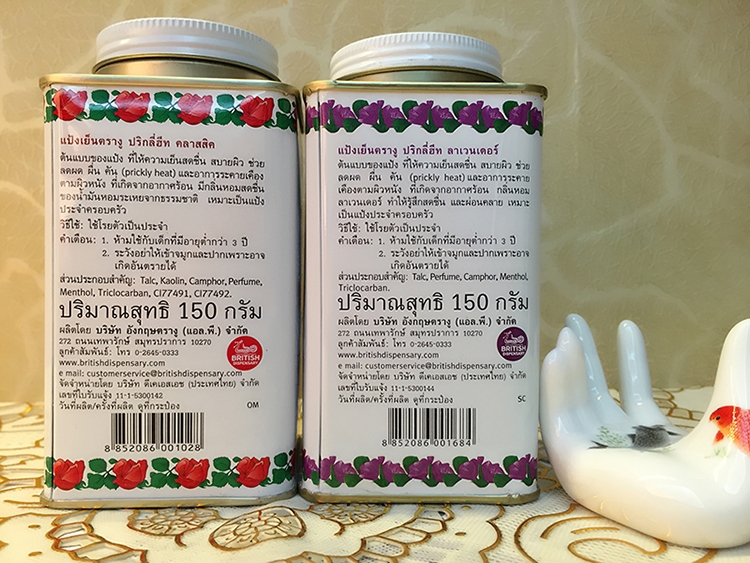 แป้งเย็นตรางู ปริกลี่ฮีท คลาสสิค
ต้นแบบของแป้ง ที่ให้ความเย็นสดชื่น สบายผิว ช่วย
ลดผด ผื่น คัน (prickly heat) และอาการระคายเคือง
ตามผิวหนัง ที่เกิดจากอากาศร้อน มีกลิ่นหอมสดชื่น
ของน้ำมันหอมระเหยจากธรรมชาติ เหมาะเป็นแป้ง
ประจำครอบครัว
วิธีใช้: ใช้โรยตัวเป็นประจำ
คำเตือน: 1. ห้ามใช้กับเด็กที่มีอายุต่ำกว่า 3 ปี
2. ระวังอย่าให้เข้าจมูกและปากเพราะอาจ
เกิดอันตรายได้
ส่วนประกอบสำคัญ: Talc, Kaolin, Camphor, Perfume,
Menthol, Triclocarban, CI77491, CI77492.
ปริมาณสุทธิ 150 กรัม
ผลิตโดย บริษัท อังกฤษตรางู (แอล.พี.) จำกัด
272 ถนนเทพารักษ์ สมุทรปราการ 10270
ลูกค้าสัมพันธ์: โทร 0-2645-0333
www.britishdispensary.com
e mail: customerservice@britishdispensary.com
จัดจำหน่ายโดย บริษัท ดีเคเอสเอช (ประเทศไทย) จำกัด
เลขที่ใบรับแจ้ง 11-1-5300144
วันที่ผลิต/ครั้งที่ผลิต ดูที่กระป๋อง
BRITISH
DISPENSARY
OM
8 852086 001028
แป้งเย็นตรางู ปริกลี่ฮีท ลาเวนเดอร์
ต้นแบบของแป้ง ที่ให้ความเย็นสดชื่น สบายผิว ช่วย
ลดผด ผื่น คัน (prickly heat) และอาการระคาย
เคืองตามผิวหนัง ที่เกิดจากอากาศร้อน กลิ่นหอม
ลาเวนเดอร์ ทำให้รู้สึกสดชื่น และผ่อนคลาย เหมาะ
เป็นแป้งประจำครอบครัว
วิธีใช้: ใช้โรยตัวเป็นประจำ
คำเตือน: 1. ห้ามใช้กับเด็กที่มีอายุต่ำกว่า 3 ปี
2. ระวังอย่าให้เข้าจมูกและปากเพราะอาจ
เกิดอันตรายได้
ส่วนประกอบสำคัญ: Talc, Perfume, Camphor, Menthol,
Triclocarban.
ปริมาณสุทธิ 150 กรัม
ผลิตโดย บริษัท อังกฤษตรางู (แอล.พี.) จำกัด
272 ถนนเทพารักษ์ สมุทรปราการ 10270
ลูกค้าสัมพันธ์: โทร 0-2645-0333
www.britishdispensary.com
e mail: customerservice@britishdispensary.com
จัดจำหน่ายโดย บริษัท ดีเคเอสเอช (ประเทศไทย) จำกัด
เลขที่ใบรับแจ้ง 11-1-5300144
วันที่ผลิต/ครั้งที่ผลิต ดูที่กระป๋อง
BRITISH
DISPENSARY
SC
8 852086 001684